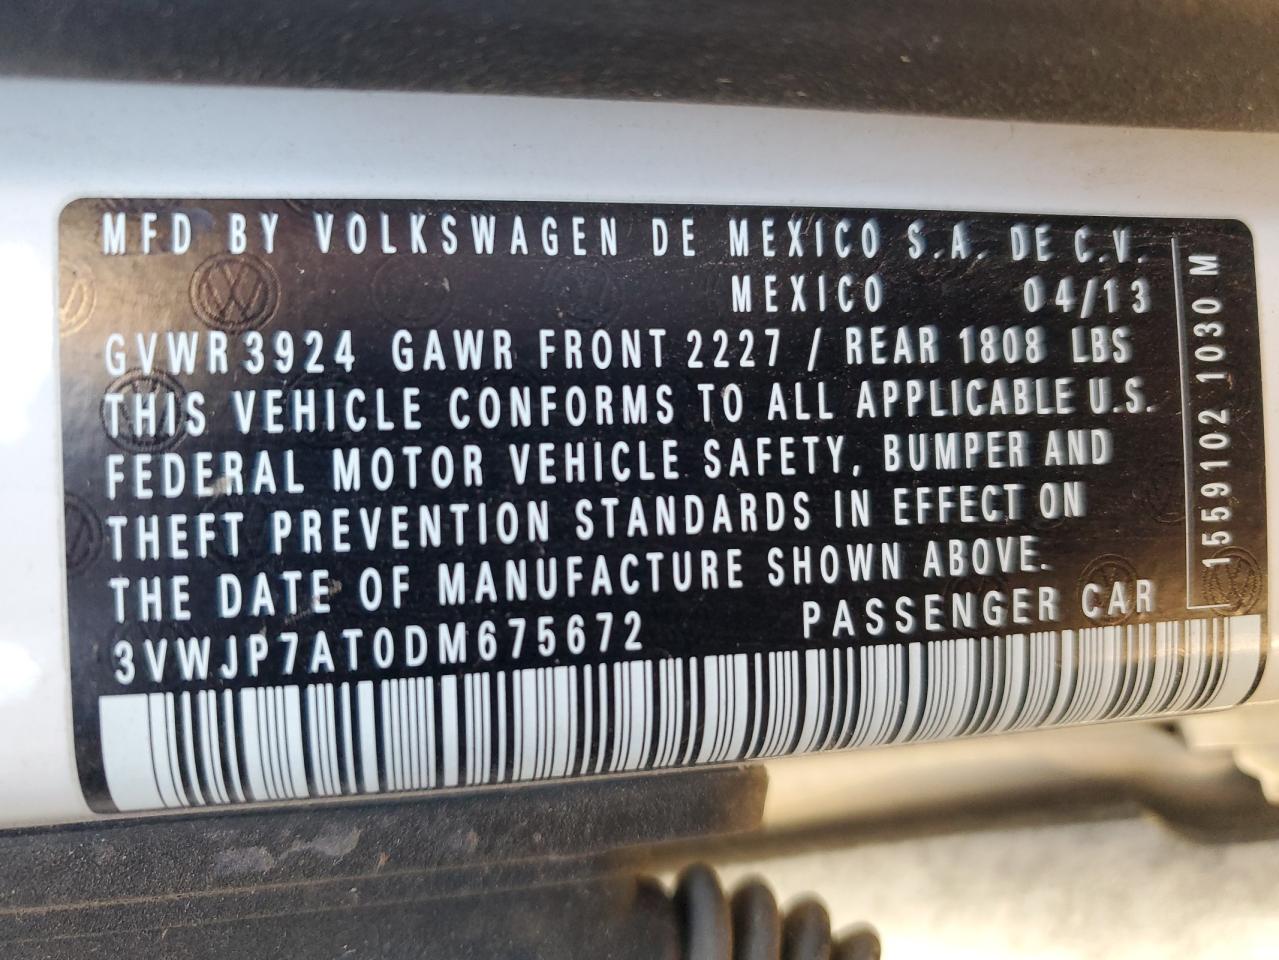 MFD BY VOLKSWAGEN DE MEXICO S.A. DE C.V.
MEXICO 04/13
GVWR 3924 GAWR FRONT 2227 / REAR 1808 LBS
THIS VEHICLE CONFORMS TO ALL APPLICABLE U.S.
FEDERAL MOTOR VEHICLE SAFETY, BUMPER AND
THEFT PREVENTION STANDARDS IN EFFECT ON
THE DATE OF MANUFACTURE SHOWN ABOVE.
3VWJP7AT0DM675672 PASSENGER CAR
1559102 1030 M